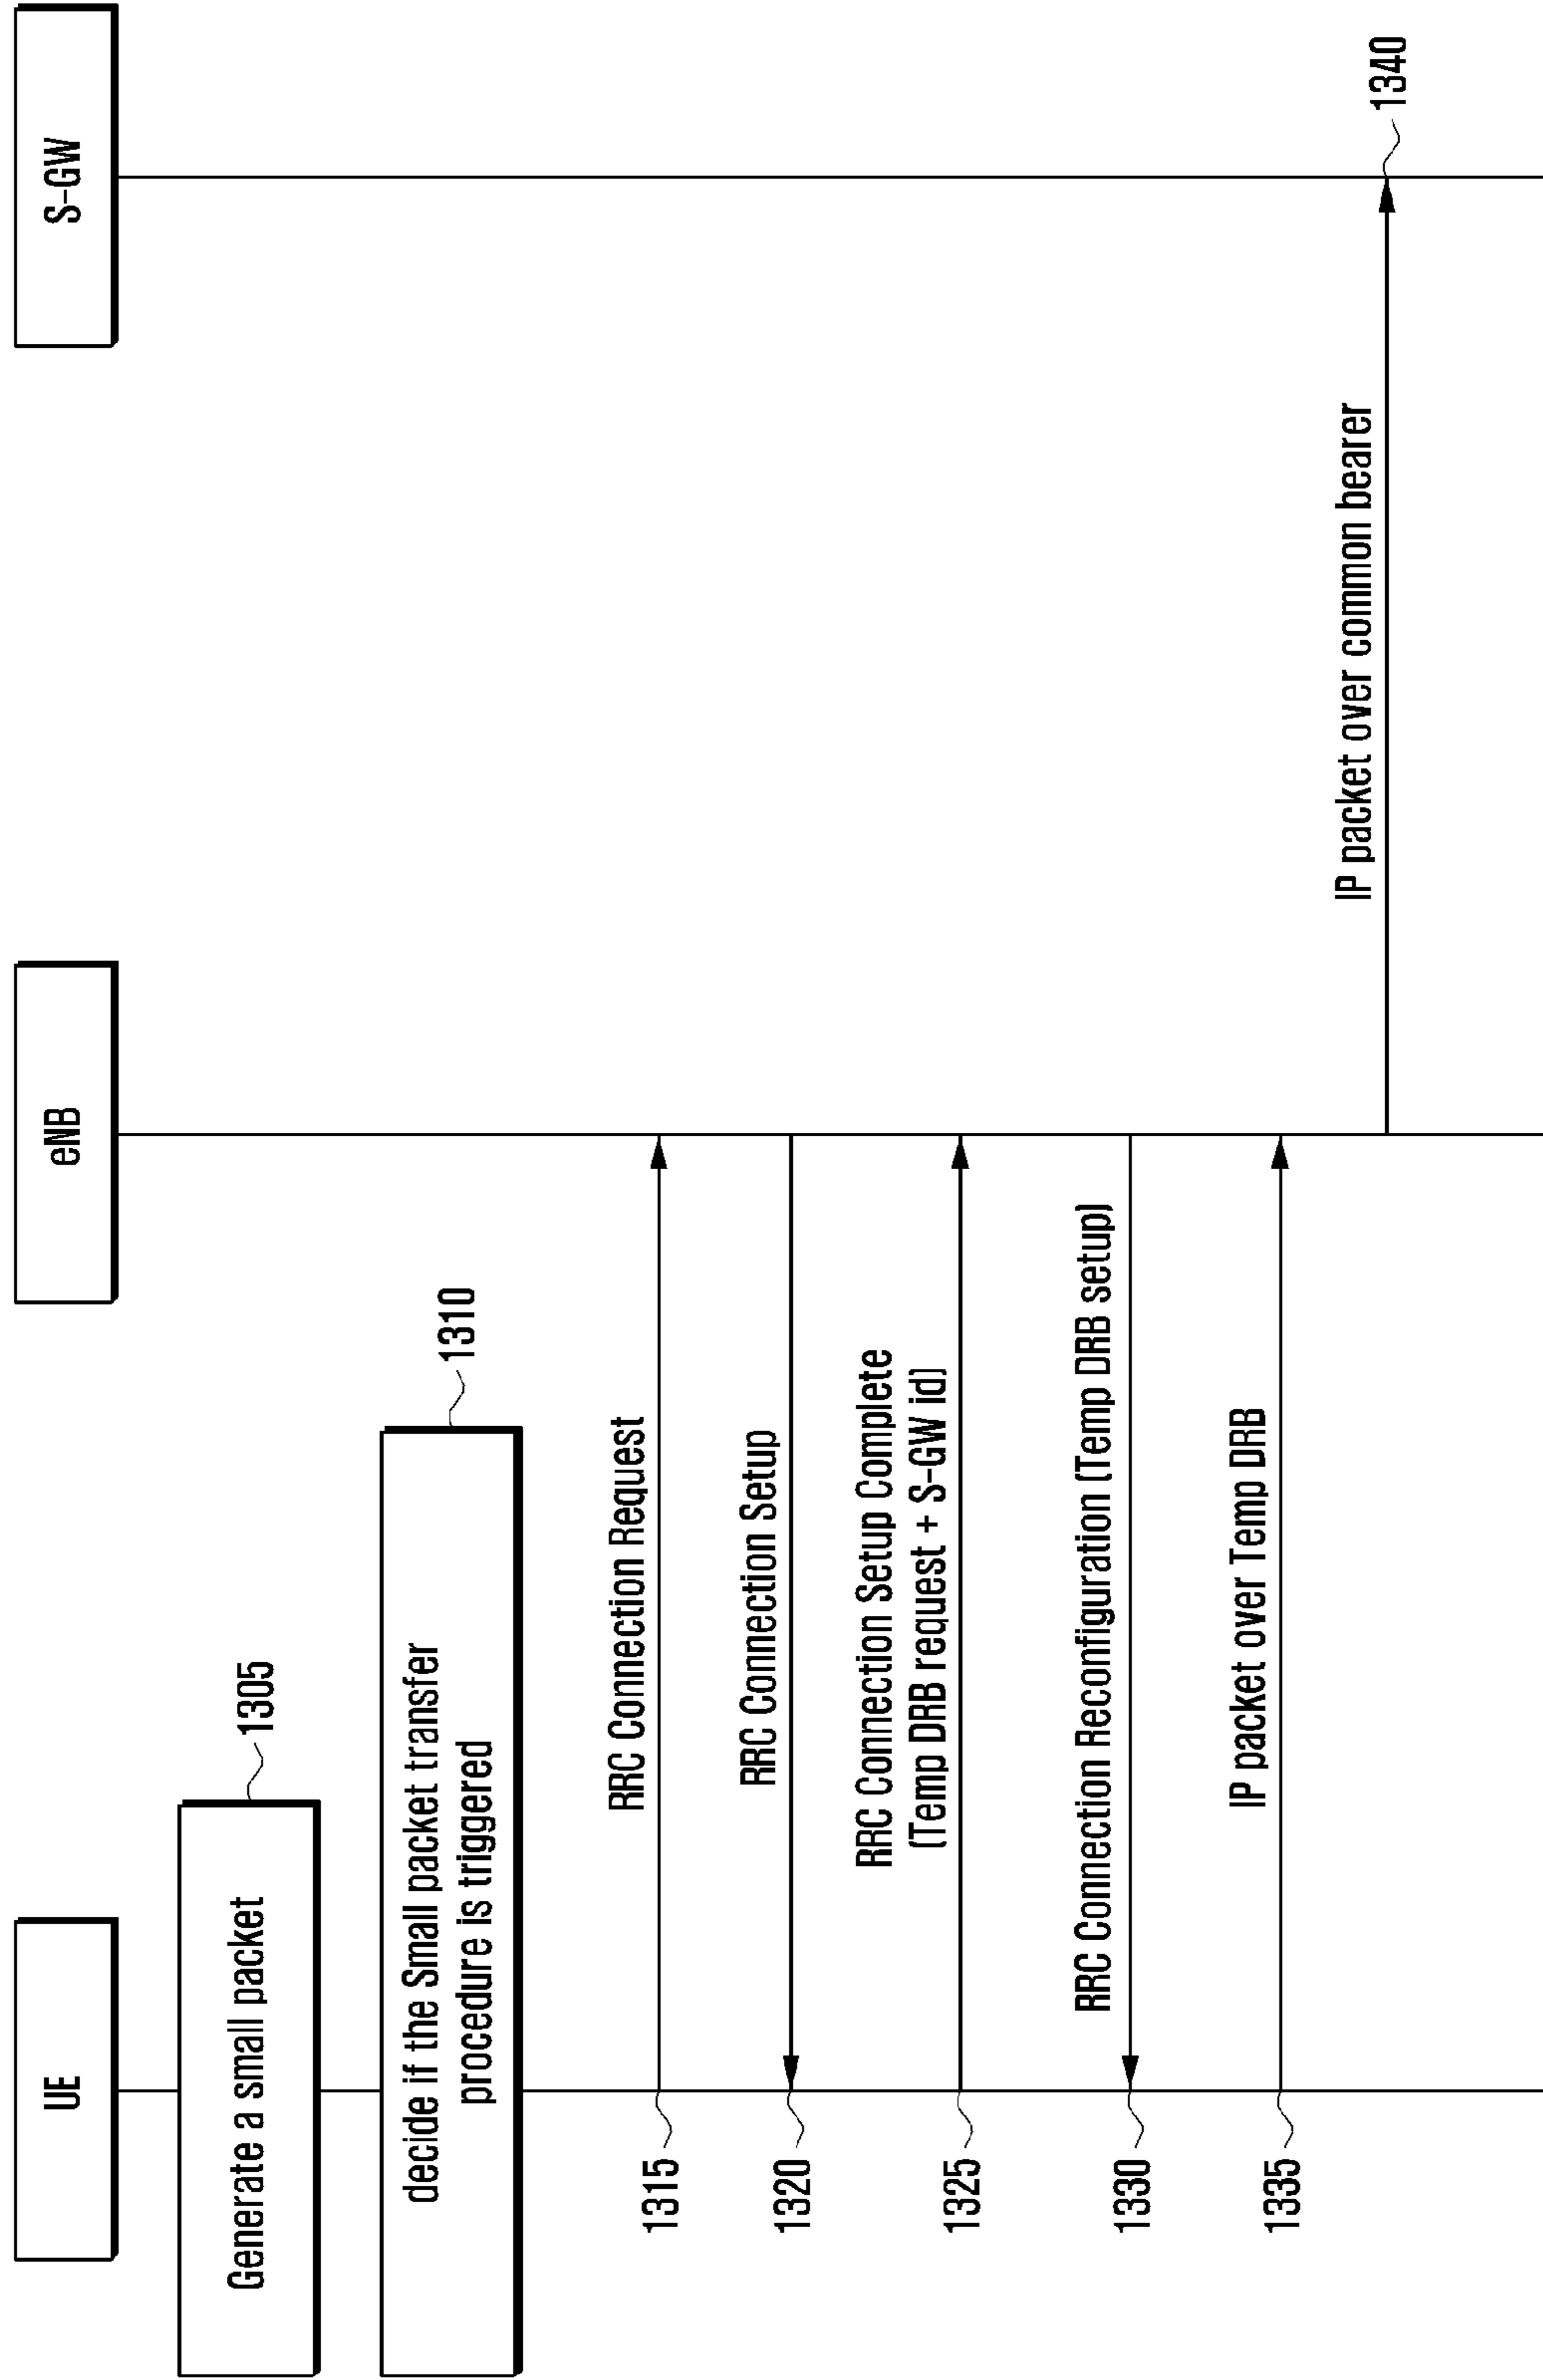 UE
eNB
S-GW
Generate a small packet
1305
decide if the Small packet transfer
procedure is triggered
1310
RRC Connection Request
1315
RRC Connection Setup
1320
RRC Connection Setup Complete
(Temp DRB request + S-GW id)
1325
RRC Connection Reconfiguration (Temp DRB setup)
1330
IP packet over Temp DRB
1335
IP packet over common bearer
1340